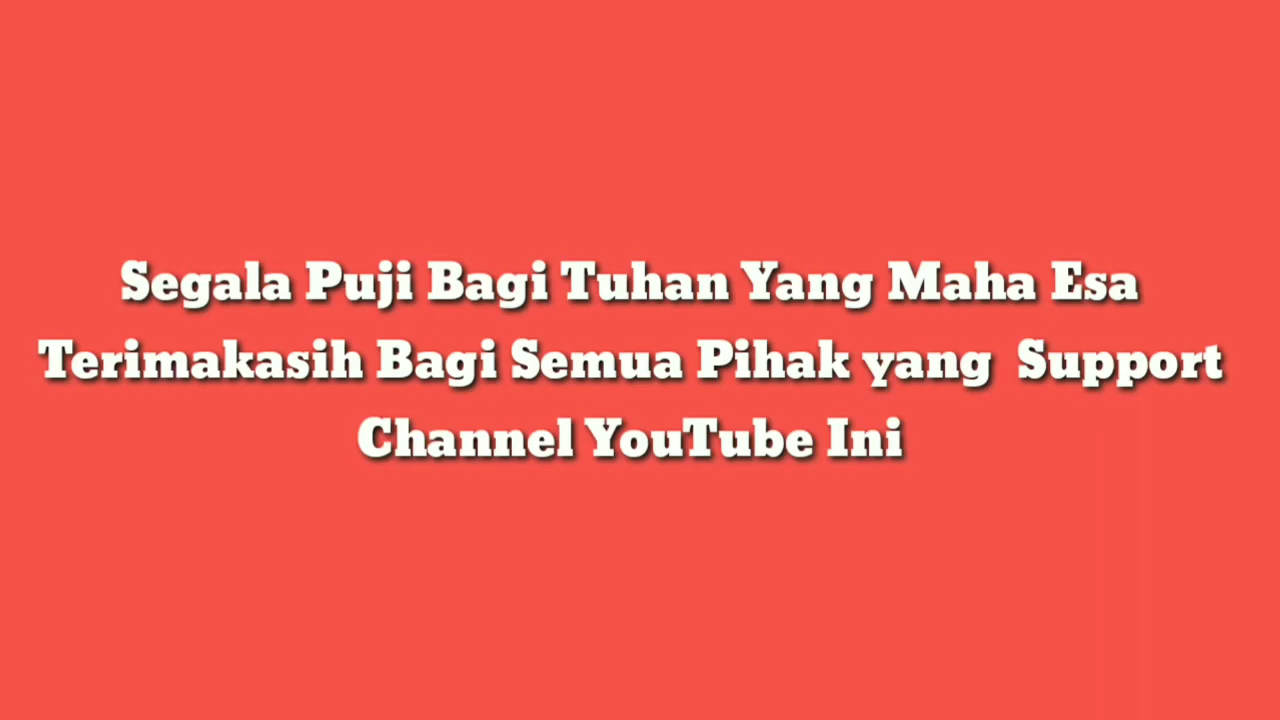 Segala Puji Bagi Tuhan Yang Maha Esa
Terimakasih Bagi Semua Pihak yang  Support
Channel YouTube Ini